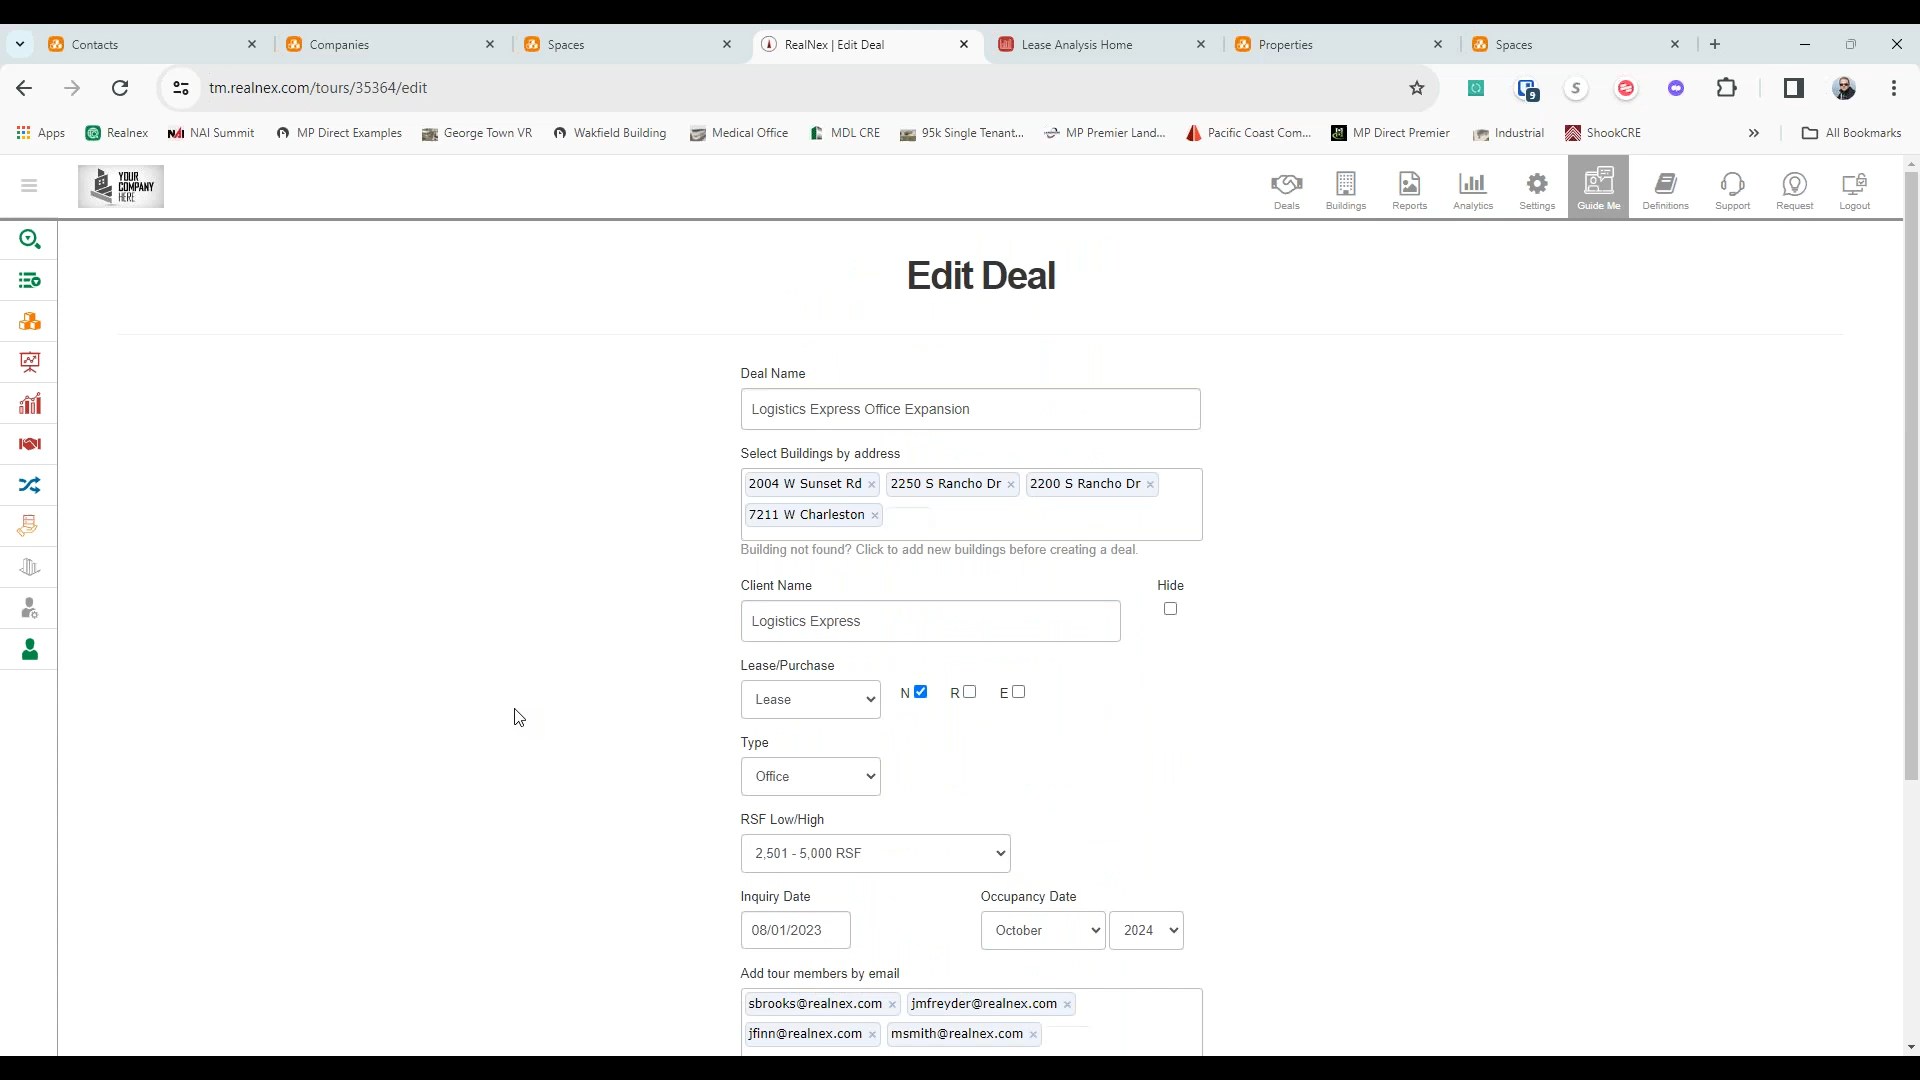 Contacts
Companies
Spaces
RealNex | Edit Deal
Lease Analysis Home
Properties
Spaces
tm.realnex.com/tours/35364/edit
S
9
Apps
Realnex
NAI Summit
MP Direct Examples
George Town VR
Wakfield Building
Medical Office
MDL CRE
95k Single Tenant...
MP Premier Land...
Pacific Coast Com...
MP Direct Premier
Industrial
ShookCRE
»
All Bookmarks
YOUR
COMPANY
HERE
Deals
Buildings
Reports
Analytics
Settings
Guide Me
Definitions
Support
Request
Logout
Edit Deal
Deal Name
Logistics Express Office Expansion
Select Buildings by address
2004 W Sunset Rd × 2250 S Rancho Dr × 2200 S Rancho Dr ×
7211 W Charleston ×
Building not found? Click to add new buildings before creating a deal.
Client Name Hide
Logistics Express
Lease/Purchase
Lease N R E
Type
Office
RSF Low/High
2,501 - 5,000 RSF
Inquiry Date Occupancy Date
08/01/2023 October 2024
Add tour members by email
sbrooks@realnex.com × jmfreyder@realnex.com ×
jfinn@realnex.com × msmith@realnex.com ×